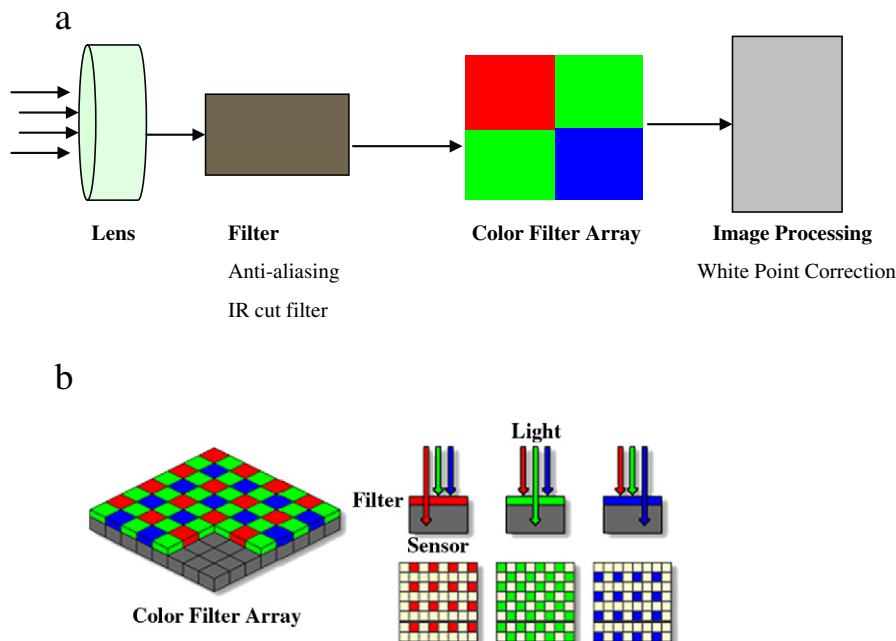 a
Lens
Filter
Color Filter Array
Image Processing
Anti-aliasing
White Point Correction
IR cut filter
b
Light
Filter
Sensor
Color Filter Array